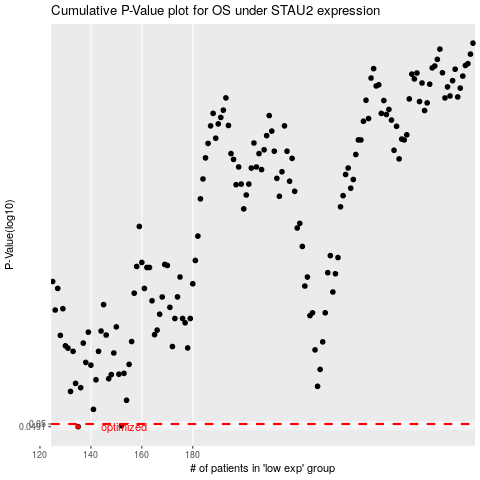 Cumulative P-Value plot for OS under STAU2 expression
P-Value(log10)
0.05
0.0491
optimized
120 140 160 180
# of patients in 'low exp' group